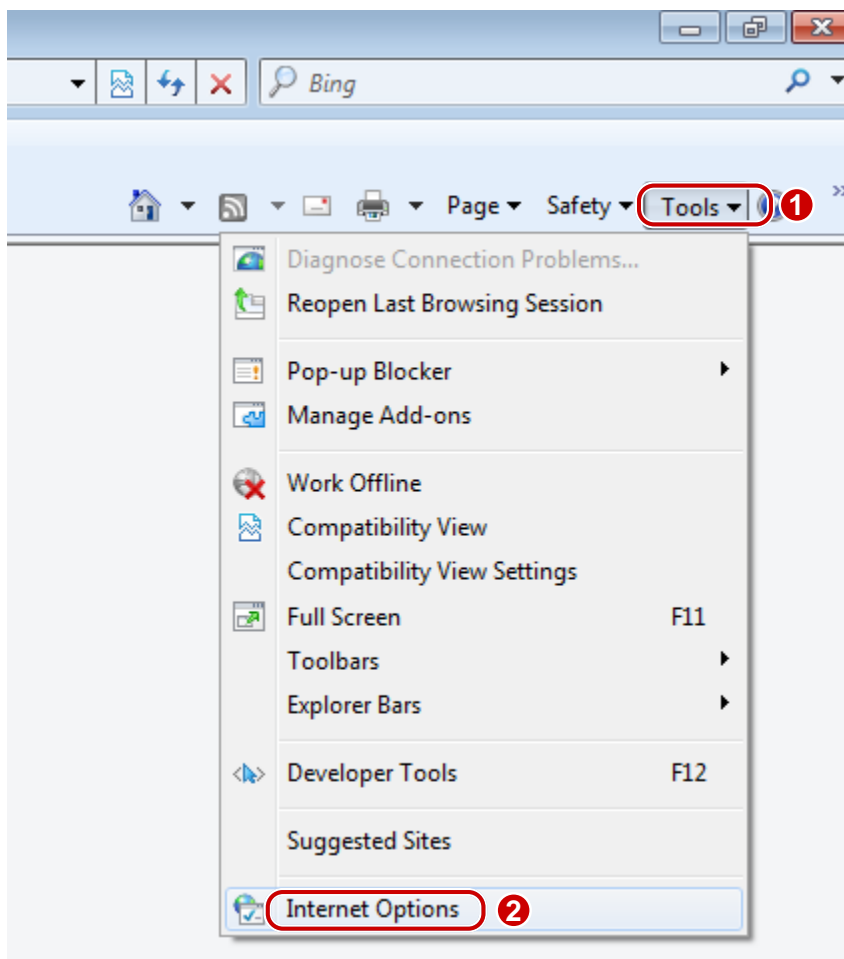 Bing
Page Safety Tools 1 »
Diagnose Connection Problems...
Reopen Last Browsing Session
Pop-up Blocker
Manage Add-ons
Work Offline
Compatibility View
Compatibility View Settings
Full Screen F11
Toolbars
Explorer Bars
Developer Tools F12
Suggested Sites
Internet Options 2